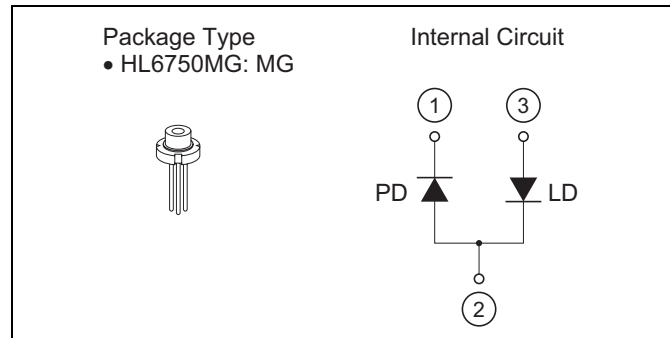 Package Type
• HL6750MG: MG
Internal Circuit
1
3
PD
LD
2